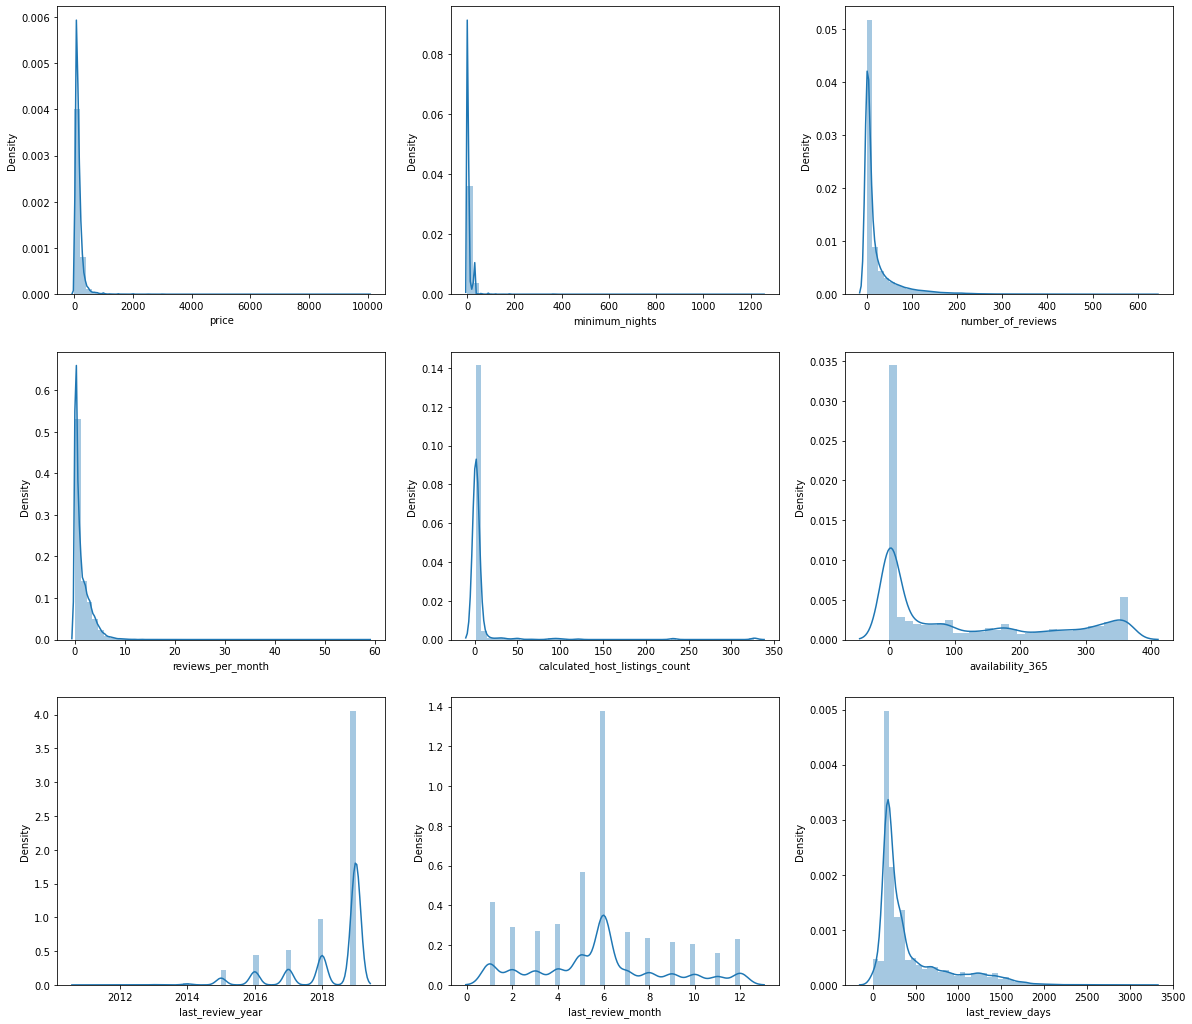 0.006
0.005
0.004
0.003
0.002
0.001
0.000
Density
0 2000 4000 6000 8000 10000
price
0.08
0.06
0.04
0.02
0.00
Density
0 200 400 600 800 1000 1200
minimum_nights
0.05
0.04
0.03
0.02
0.01
0.00
Density
0 100 200 300 400 500 600
number_of_reviews
0.6
0.5
0.4
0.3
0.2
0.1
0.0
Density
0 10 20 30 40 50 60
reviews_per_month
0.14
0.12
0.10
0.08
0.06
0.04
0.02
0.00
Density
0 50 100 150 200 250 300 350
calculated_host_listings_count
0.035
0.030
0.025
0.020
0.015
0.010
0.005
0.000
Density
0 100 200 300 400
availability_365
4.0
3.5
3.0
2.5
2.0
1.5
1.0
0.5
0.0
Density
2012 2014 2016 2018
last_review_year
1.4
1.2
1.0
0.8
0.6
0.4
0.2
0.0
Density
0 2 4 6 8 10 12
last_review_month
0.005
0.004
0.003
0.002
0.001
0.000
Density
0 500 1000 1500 2000 2500 3000 3500
last_review_days